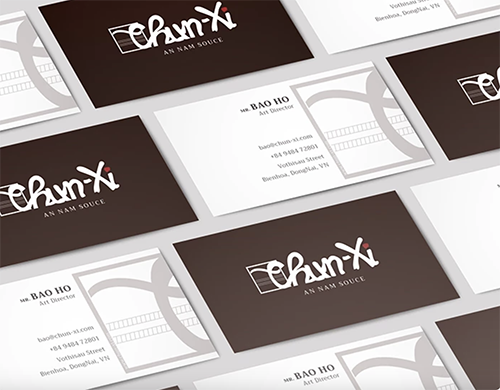 Vothisau Street
Bienhoa, DongNai, VN
Chun-Xi
AN NAM SOUCE
Chun-Xi
AN NAM SOUCE
MR. BAO HO
Art Director
bao@chun-xi.com
+84 9484 72801
Vothisau Street
Bienhoa, DongNai, VN
Chun-Xi
AN NAM SOUCE
Chun-Xi
AN NAM SOUCE
MR. BAO HO
Art Director
bao@chun-xi.com
+84 9484 72801
Vothisau Street
Bienhoa, DongNai, VN
MR. BAO HO
Art Director